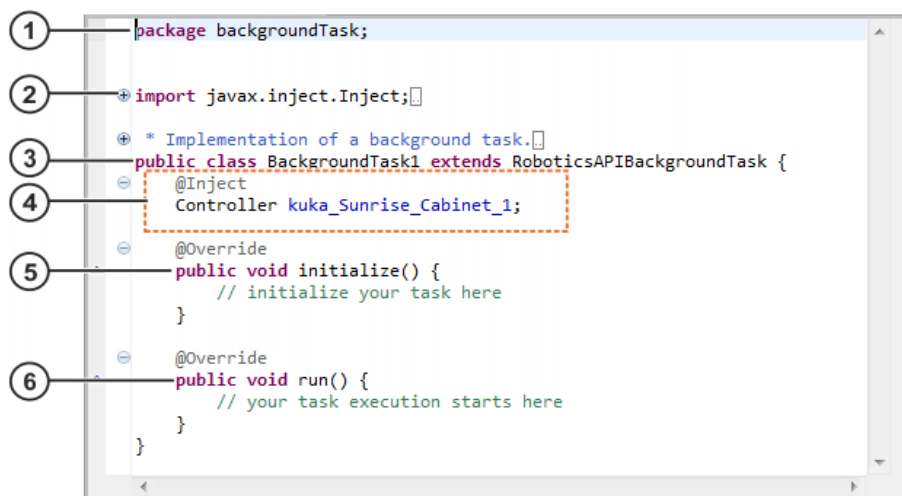 1 package backgroundTask;
2 import javax.inject.Inject;
* Implementation of a background task.
3 public class BackgroundTask1 extends RoboticsAPIBackgroundTask {
@Inject
4 Controller kuka_Sunrise_Cabinet_1;
@Override
5 public void initialize() {
// initialize your task here
}
@Override
6 public void run() {
// your task execution starts here
}
}